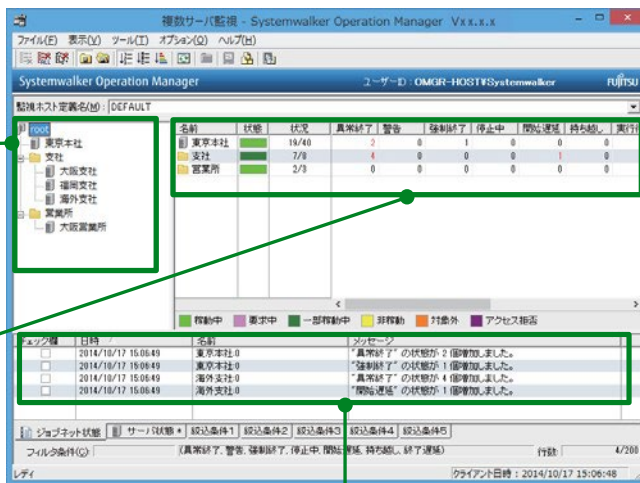 複数サーバ監視 - Systemwalker Operation Manager Vx.x.x
ファイル(F) 表示(V) ツール(T) オプション(O) ヘルプ(H)
Systemwalker Operation Manager ユーザーID : OMGR-HOST¥Systemwalker FUJITSU
監視ホスト定義名(M): DEFAULT
root
東京本社
支社
大阪支社
福岡支社
海外支社
営業所
大阪営業所
名前 状態 状況 異常終了 警告 強制終了 停止中 開始遅延 持ち越し 実行
東京本社 19/40 2 0 1 0 0 0
支社 7/8 4 0 0 0 1 0
営業所 2/3 0 0 0 0 0 0
稼動中 要求中 一部稼動中 非稼動 対象外 アクセス拒否
チェック欄 日時 名前 メッセージ
2014/10/17 15:06:49 東京本社:0 "異常終了" の状態が 2 個増加しました。
2014/10/17 15:06:49 東京本社:0 "強制終了" の状態が 1 個増加しました。
2014/10/17 15:06:49 海外支社:0 "異常終了" の状態が 4 個増加しました。
2014/10/17 15:06:49 海外支社:0 "開始遅延" の状態が 1 個増加しました。
ジョブネット状態 サーバ状態 * 絞込条件1 絞込条件2 絞込条件3 絞込条件4 絞込条件5
フィルタ条件(C): (異常終了, 警告, 強制終了, 停止中, 開始遅延, 持ち越し, 終了遅延) 行数: 4/200
レディ クライアント日時 : 2014/10/17 15:06:48